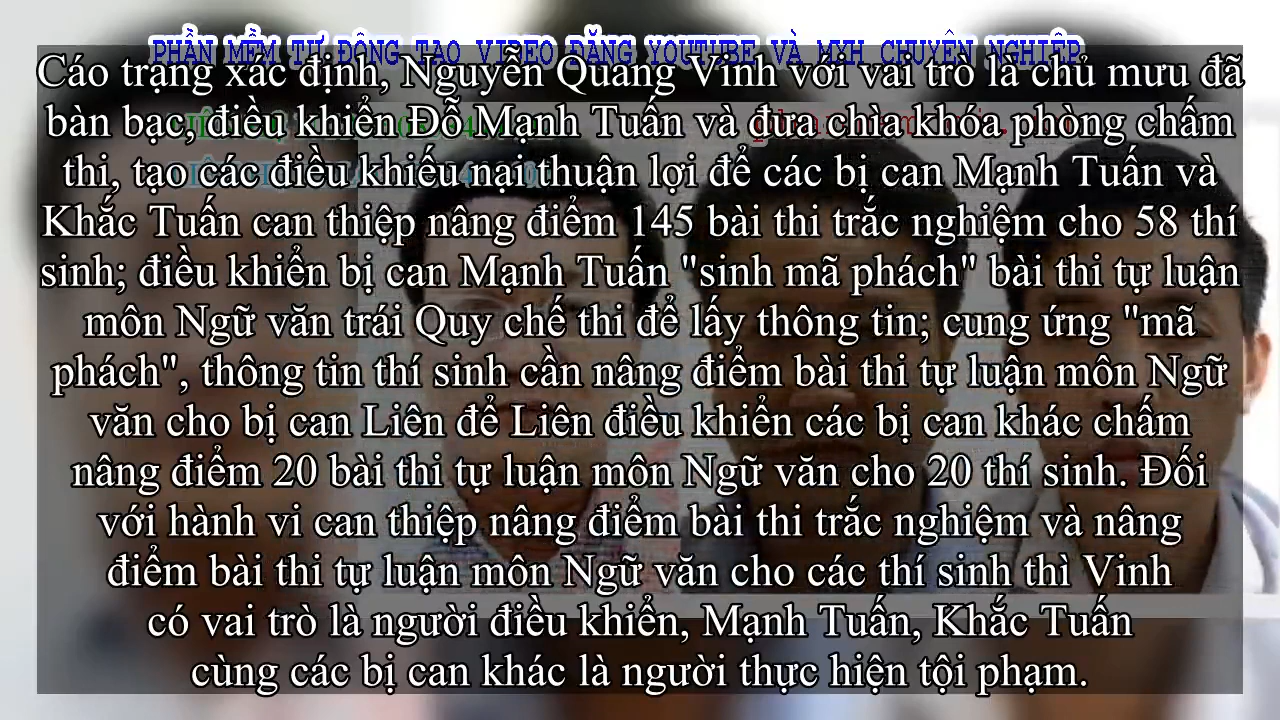 PHẦN MỀM TỰ ĐỘNG TẠO VIDEO ĐĂNG YOUTUBE VÀ MXH CHUYÊN NGHIỆP
Cáo trạng xác định, Nguyễn Quang Vinh với vai trò là chủ mưu đã
bàn bạc, điều khiển Đỗ Mạnh Tuấn và đưa chìa khóa phòng chấm
thi, tạo các điều khiếu nại thuận lợi để các bị can Mạnh Tuấn và
Khắc Tuấn can thiệp nâng điểm 145 bài thi trắc nghiệm cho 58 thí
sinh; điều khiển bị can Mạnh Tuấn "sinh mã phách" bài thi tự luận
môn Ngữ văn trái Quy chế thi để lấy thông tin; cung ứng "mã
phách", thông tin thí sinh cần nâng điểm bài thi tự luận môn Ngữ
văn cho bị can Liên để Liên điều khiển các bị can khác chấm
nâng điểm 20 bài thi tự luận môn Ngữ văn cho 20 thí sinh. Đối
với hành vi can thiệp nâng điểm bài thi trắc nghiệm và nâng
điểm bài thi tự luận môn Ngữ văn cho các thí sinh thì Vinh
có vai trò là người điều khiển, Mạnh Tuấn, Khắc Tuấn
cùng các bị can khác là người thực hiện tội phạm.